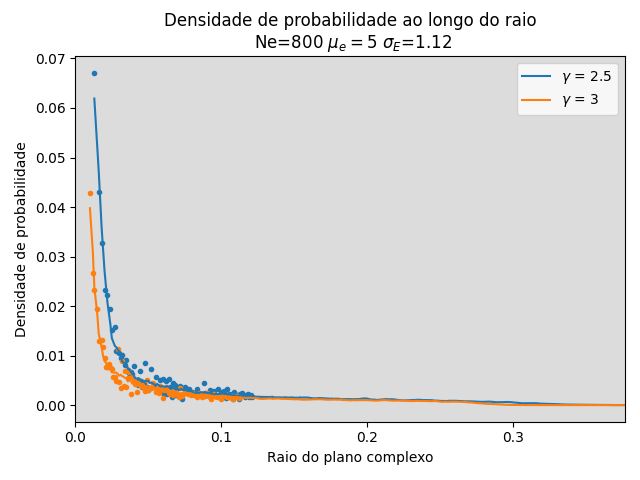 Densidade de probabilidade ao longo do raio
Ne=800 μₑ = 5 σ_E=1.12
0.07
0.06
0.05
0.04
0.03
0.02
0.01
0.00
Densidade de probabilidade
γ = 2.5
γ = 3
0.0 0.1 0.2 0.3
Raio do plano complexo